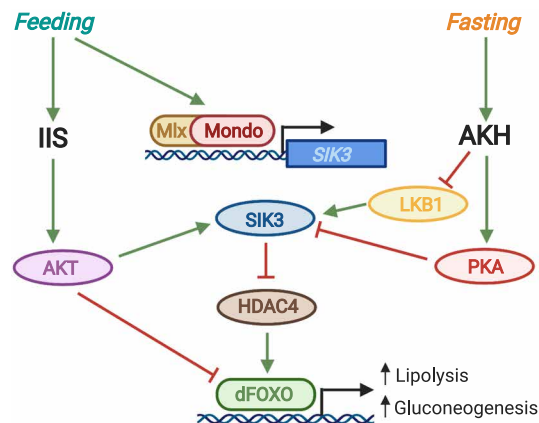 Feeding
Fasting
IIS
Mlx
Mondo
AKH
SIK3
LKB1
SIK3
AKT
PKA
HDAC4
dFOXO
Lipolysis
Gluconeogenesis